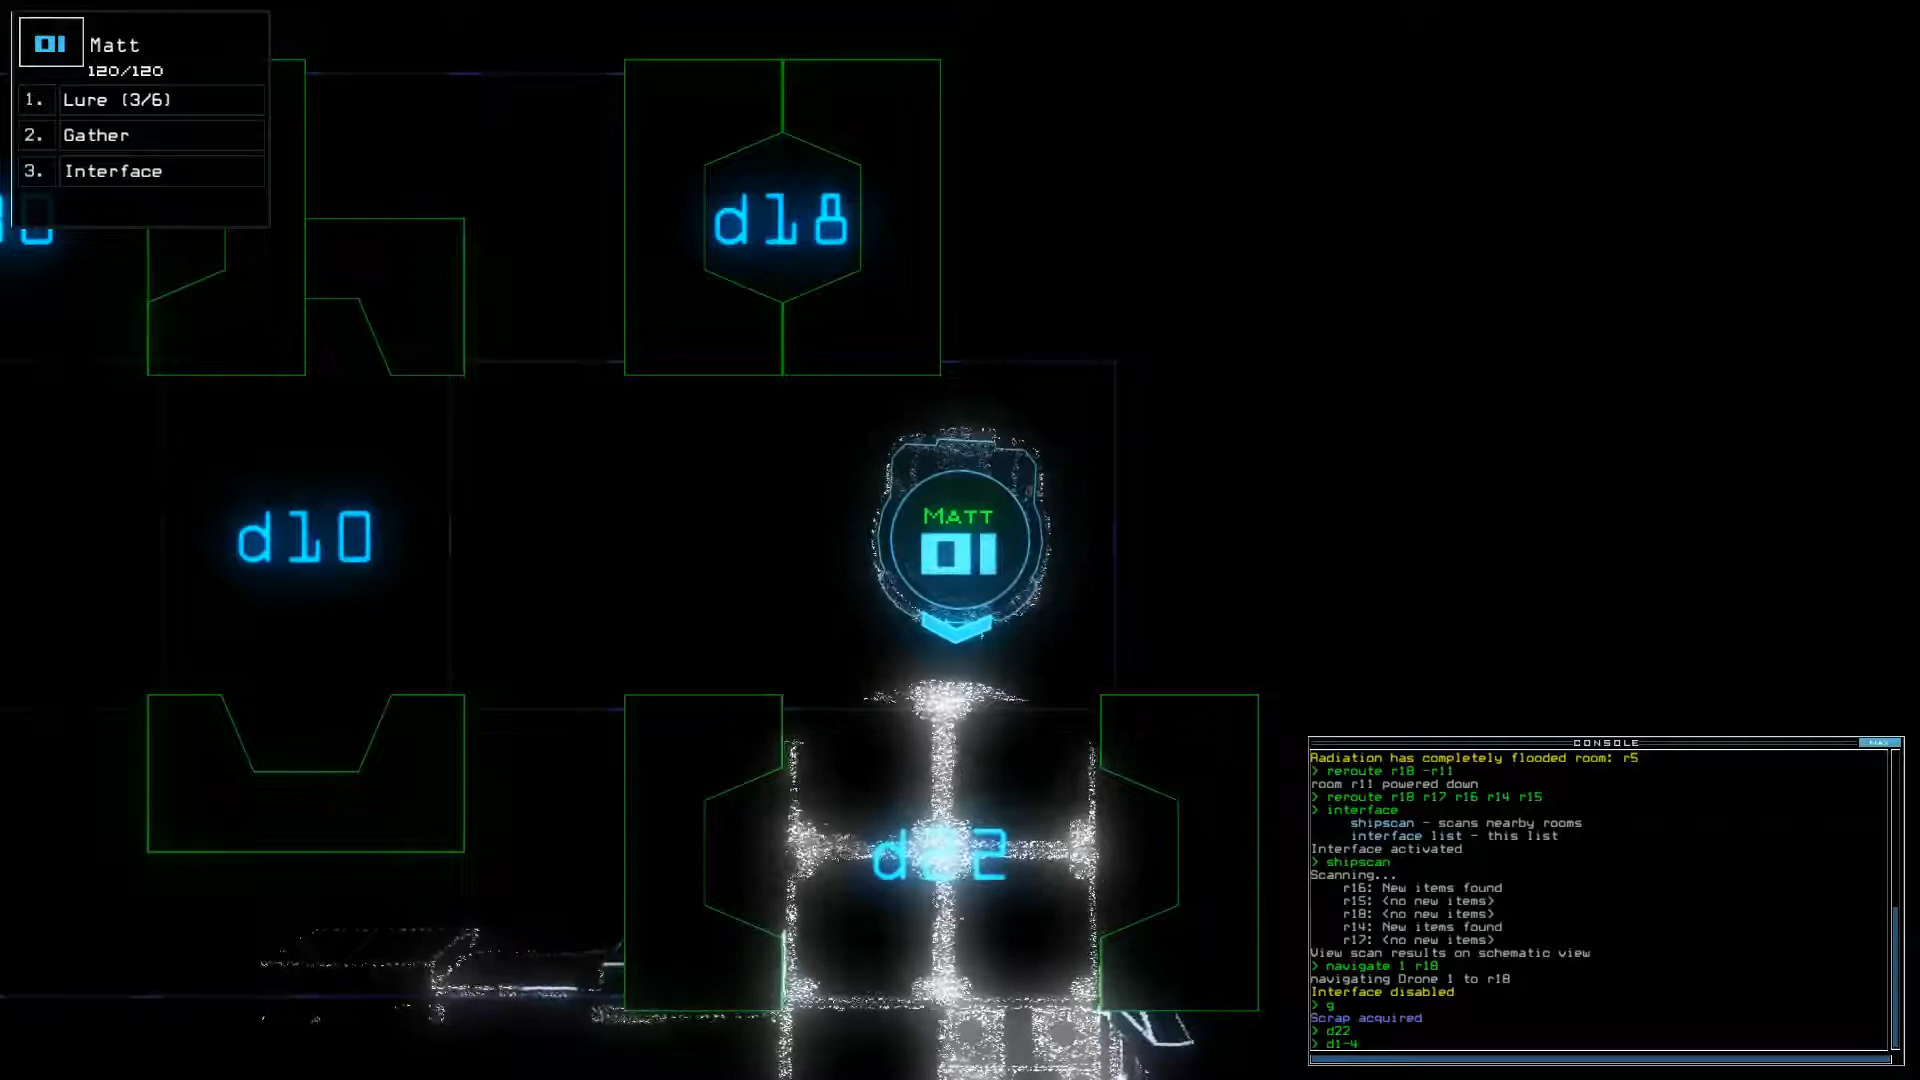 01 Matt
120/120
1. Lure (3/6)
2. Gather
3. Interface
d18
d10
MATT
01
d22
CONSOLE
Radiation has completely flooded room: r5
> reroute r18 -r11
room r11 powered down
> reroute r18 r17 r16 r14 r15
> interface
shipscan - scans nearby rooms
interface list - this list
Interface activated
> shipscan
Scanning...
r16: New items found
r15: <no new items>
r18: <no new items>
r14: New items found
r17: <no new items>
View scan results on schematic view
> navigate 1 r18
navigating Drone 1 to r18
Interface disabled
> g
Scrap acquired
> d22
> d1-4